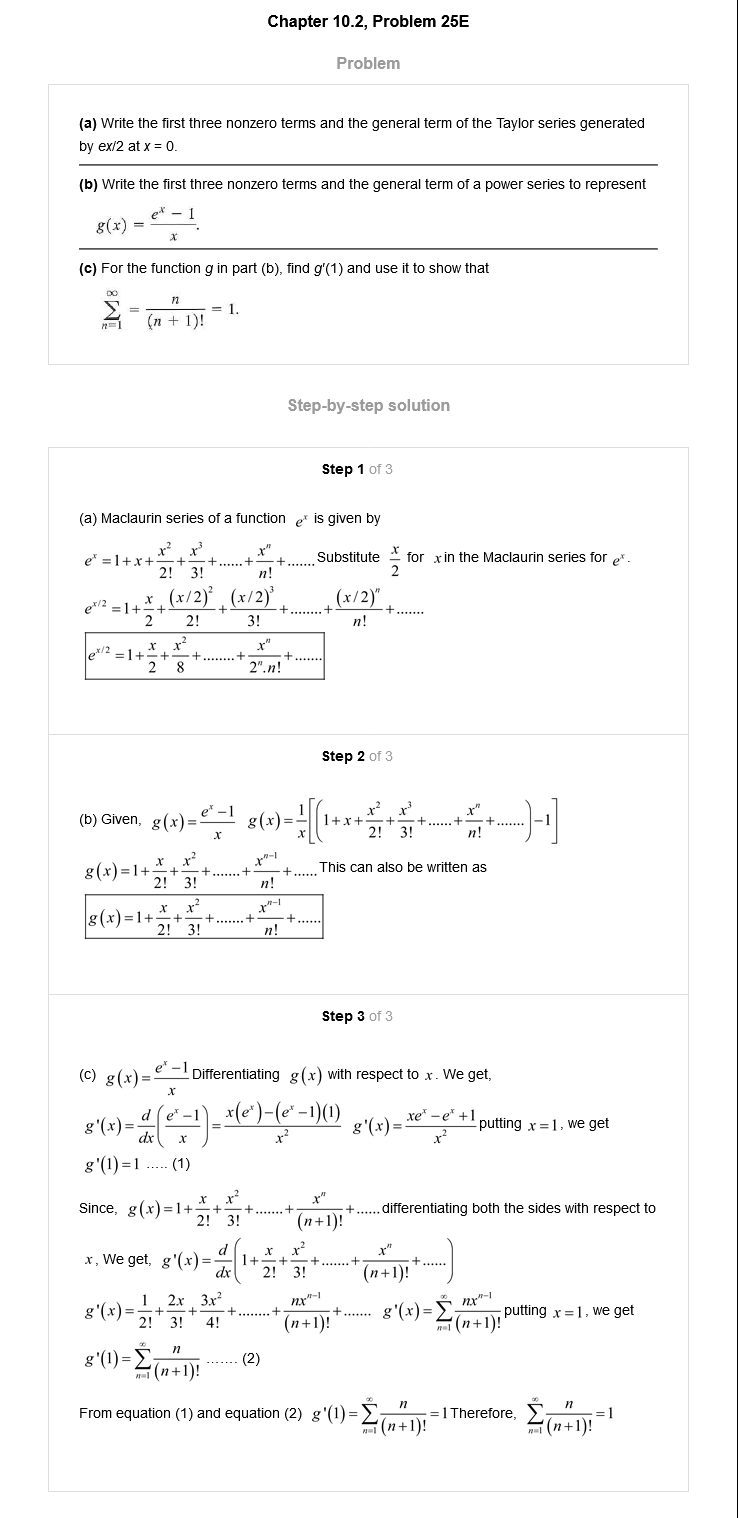 Chapter 10.2, Problem 25E
Problem
(a) Write the first three nonzero terms and the general term of the Taylor series generated
by ex/2 at x = 0.
(b) Write the first three nonzero terms and the general term of a power series to represent
g(x) = \frac{e^x - 1}{x}.
(c) For the function g in part (b), find g'(1) and use it to show that
\sum_{n=1}^{\infty} = \frac{n}{(n + 1)!} = 1.
Step-by-step solution
Step 1 of 3
(a) Maclaurin series of a function e^x is given by
e^x = 1+x+\frac{x^2}{2!}+\frac{x^3}{3!}+......+\frac{x^n}{n!}+....... Substitute \frac{x}{2} for x in the Maclaurin series for e^x.
e^{x/2} = 1+\frac{x}{2}+\frac{(x/2)^2}{2!}+\frac{(x/2)^3}{3!}+........+\frac{(x/2)^n}{n!}+.......
e^{x/2} = 1+\frac{x}{2}+\frac{x^2}{8}+........+\frac{x^n}{2^n.n!}+.......
Step 2 of 3
(b) Given, g(x)=\frac{e^x-1}{x} g(x)=\frac{1}{x}\left[\left(1+x+\frac{x^2}{2!}+\frac{x^3}{3!}+......+\frac{x^n}{n!}+.......\right)-1\right]
g(x)=1+\frac{x}{2!}+\frac{x^2}{3!}+.......+\frac{x^{n-1}}{n!}+...... This can also be written as
g(x)=1+\frac{x}{2!}+\frac{x^2}{3!}+.......+\frac{x^{n-1}}{n!}+......
Step 3 of 3
(c) g(x)=\frac{e^x-1}{x} Differentiating g(x) with respect to x. We get,
g'(x)=\frac{d}{dx}\left(\frac{e^x-1}{x}\right)=\frac{x(e^x)-(e^x-1)(1)}{x^2} g'(x)=\frac{xe^x-e^x+1}{x^2} putting x=1, we get
g'(1)=1 ..... (1)
Since, g(x)=1+\frac{x}{2!}+\frac{x^2}{3!}+.......+\frac{x^n}{(n+1)!}+...... differentiating both the sides with respect to
x, We get, g'(x)=\frac{d}{dx}\left(1+\frac{x}{2!}+\frac{x^2}{3!}+.......+\frac{x^n}{(n+1)!}+......\right)
g'(x)=\frac{1}{2!}+\frac{2x}{3!}+\frac{3x^2}{4!}+........+\frac{nx^{n-1}}{(n+1)!}+....... g'(x)=\sum_{n=1}^{\infty}\frac{nx^{n-1}}{(n+1)!} putting x=1, we get
g'(1)=\sum_{n=1}^{\infty}\frac{n}{(n+1)!} ....... (2)
From equation (1) and equation (2) g'(1)=\sum_{n=1}^{\infty}\frac{n}{(n+1)!}=1 Therefore, \sum_{n=1}^{\infty}\frac{n}{(n+1)!}=1